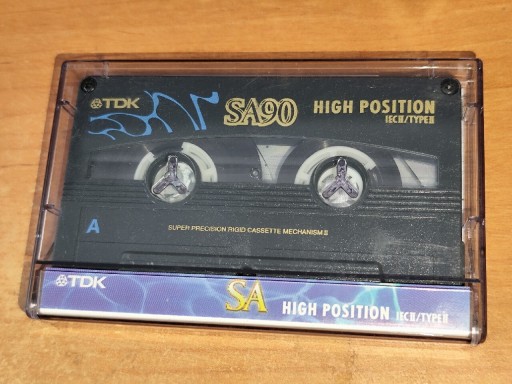 TDK
SA90
HIGH POSITION
IECII/TYPEII
A
SUPER PRECISION RIGID CASSETTE MECHANISM II
TDK
SA
HIGH POSITION IECII/TYPEII